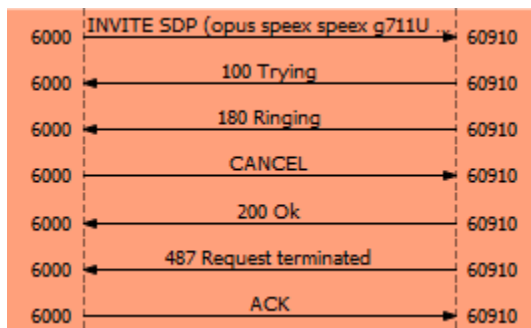 6000 INVITE SDP (opus speex speex g711U ... 60910
6000 100 Trying 60910
6000 180 Ringing 60910
6000 CANCEL 60910
6000 200 Ok 60910
6000 487 Request terminated 60910
6000 ACK 60910